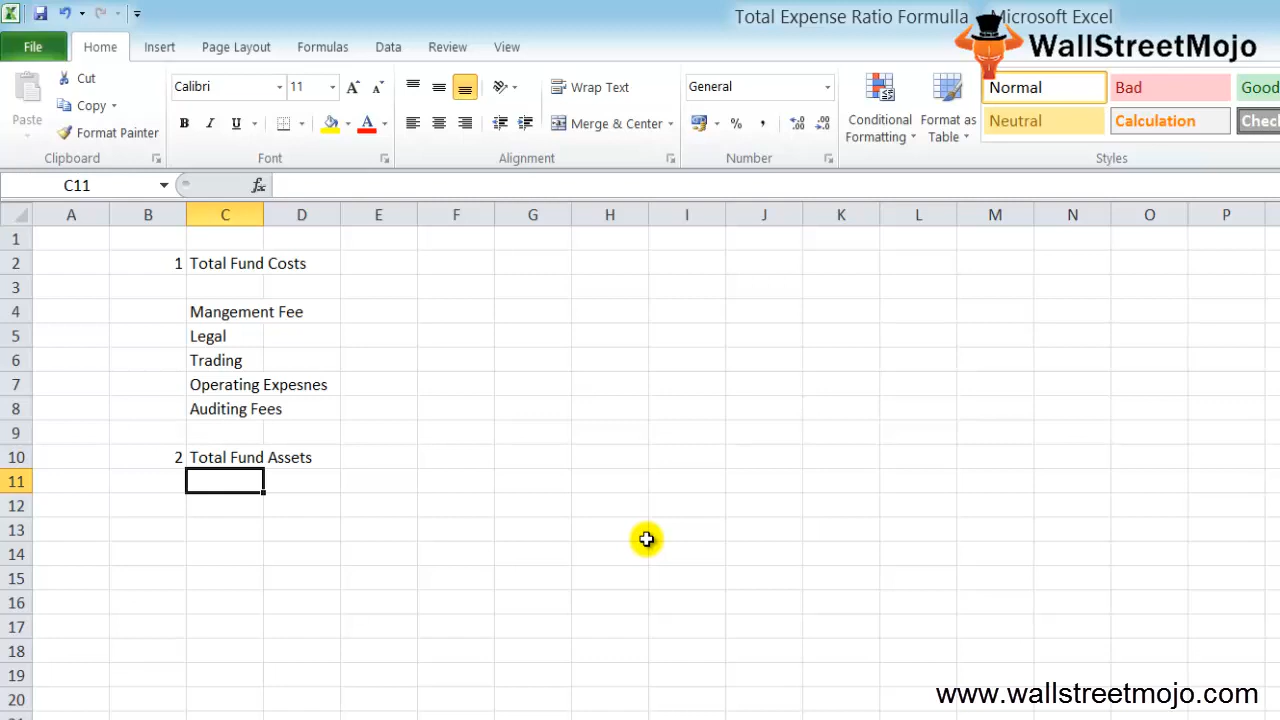 Total Expense Ratio Formulla - Microsoft Excel
WallStreetMojo
File Home Insert Page Layout Formulas Data Review View
Paste
Cut
Copy
Format Painter
Clipboard
Calibri 11
A A
B I U A
Font
Wrap Text
Merge & Center
Alignment
General
% ,
Number
Conditional Formatting
Format as Table
Normal Bad Good
Neutral Calculation Check
Styles
C11 fx
A B C D E F G H I J K L M N O P
1
2 1 Total Fund Costs
3
4 Mangement Fee
5 Legal
6 Trading
7 Operating Expesnes
8 Auditing Fees
9
10 2 Total Fund Assets
11
12
13
14
15
16
17
18
19
20
www.wallstreetmojo.com